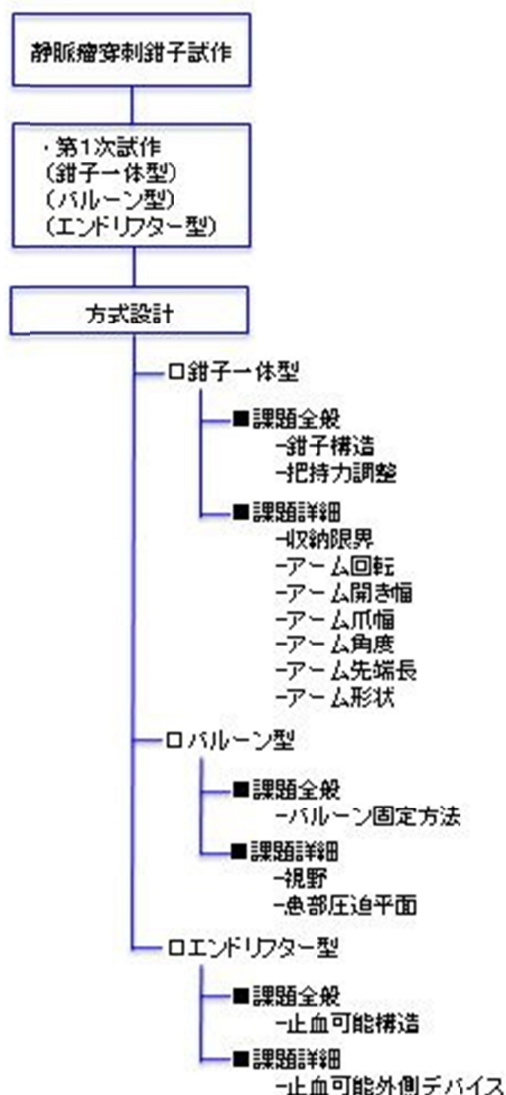 静脈瘤穿刺鉗子試作
・第1次試作
(鉗子一体型)
(バルーン型)
(エンドリフター型)
方式設計
□鉗子一体型
■課題全般
-鉗子構造
-把持力調整
■課題詳細
-収納限界
-アーム回転
-アーム開き幅
-アーム爪幅
-アーム角度
-アーム先端長
-アーム形状
□バルーン型
■課題全般
-バルーン固定方法
■課題詳細
-視野
-患部圧迫平面
□エンドリフター型
■課題全般
-止血可能構造
■課題詳細
-止血可能外側デバイス